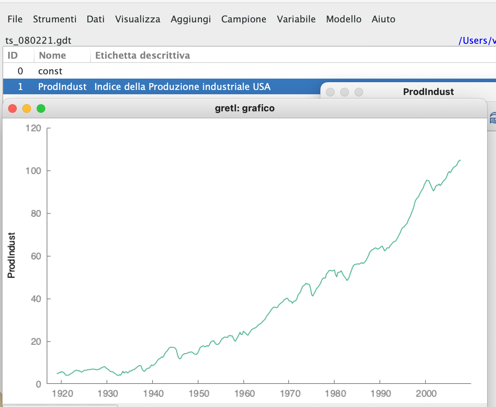 File Strumenti Dati Visualizza Aggiungi Campione Variabile Modello Aiuto
ts_080221.gdt /Users/v
ID Nome Etichetta descrittiva
0 const
1 ProdIndust Indice della Produzione industriale USA
ProdIndust
gretl: grafico
120
100
80
60
40
20
0
ProdIndust
1920 1930 1940 1950 1960 1970 1980 1990 2000